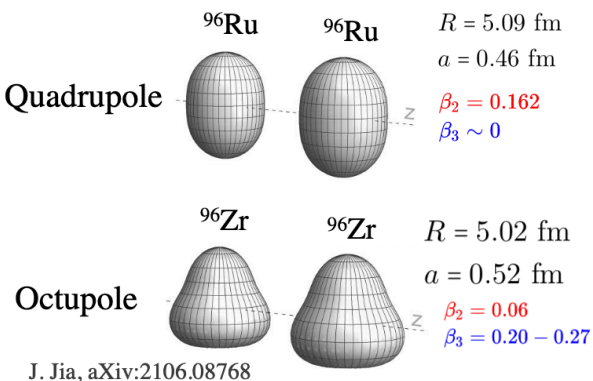 ⁹⁶Ru
⁹⁶Ru
R = 5.09 fm
a = 0.46 fm
Quadrupole
β₂ = 0.162
β₃ ~ 0
z
⁹⁶Zr
⁹⁶Zr
R = 5.02 fm
a = 0.52 fm
Octupole
β₂ = 0.06
β₃ = 0.20 − 0.27
z
J. Jia, aXiv:2106.08768